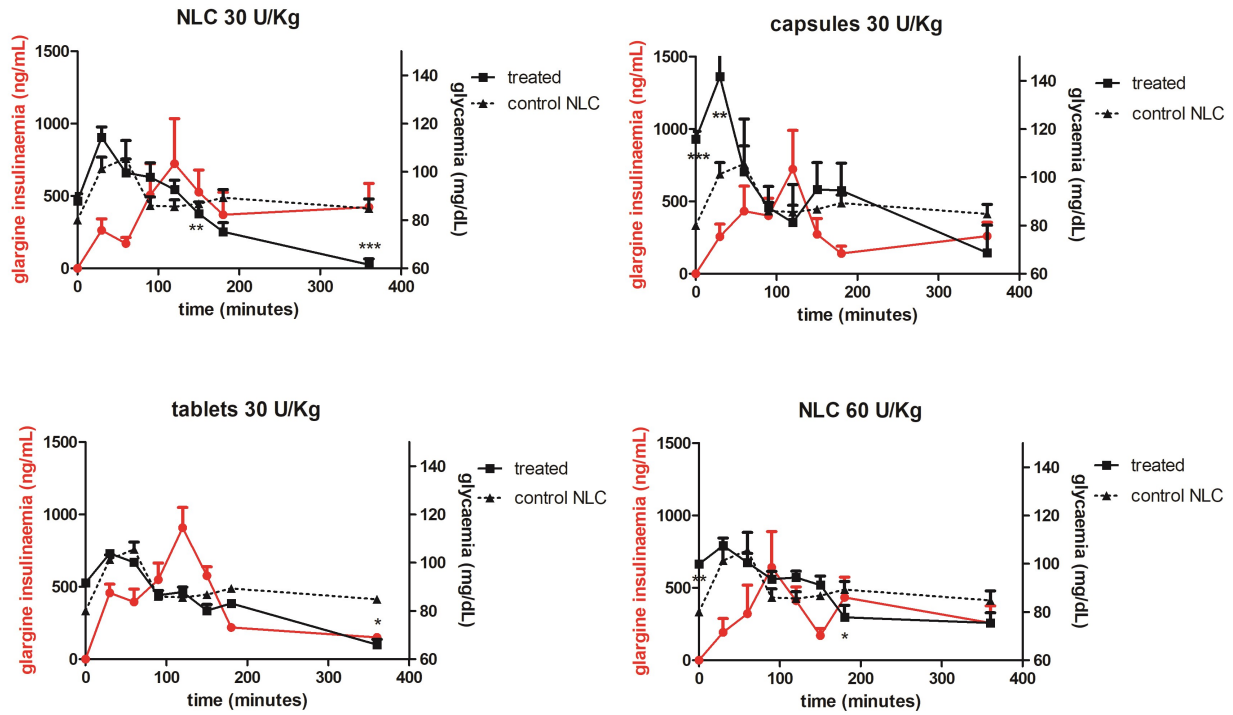 NLC 30 U/Kg
glargine insulinaemia (ng/mL)
1500
1000
500
0
0 100 200 300 400
time (minutes)
140
120
100
80
60
glycaemia (mg/dL)
treated
control NLC
**
***
capsules 30 U/Kg
glargine insulinaemia (ng/mL)
1500
1000
500
0
0 100 200 300 400
time (minutes)
140
120
100
80
60
glycaemia (mg/dL)
treated
control NLC
***
**
tablets 30 U/Kg
glargine insulinaemia (ng/mL)
1500
1000
500
0
0 100 200 300 400
time (minutes)
140
120
100
80
60
glycaemia (mg/dL)
treated
control NLC
*
NLC 60 U/Kg
glargine insulinaemia (ng/mL)
1500
1000
500
0
0 100 200 300 400
time (minutes)
140
120
100
80
60
glycaemia (mg/dL)
treated
control NLC
**
*